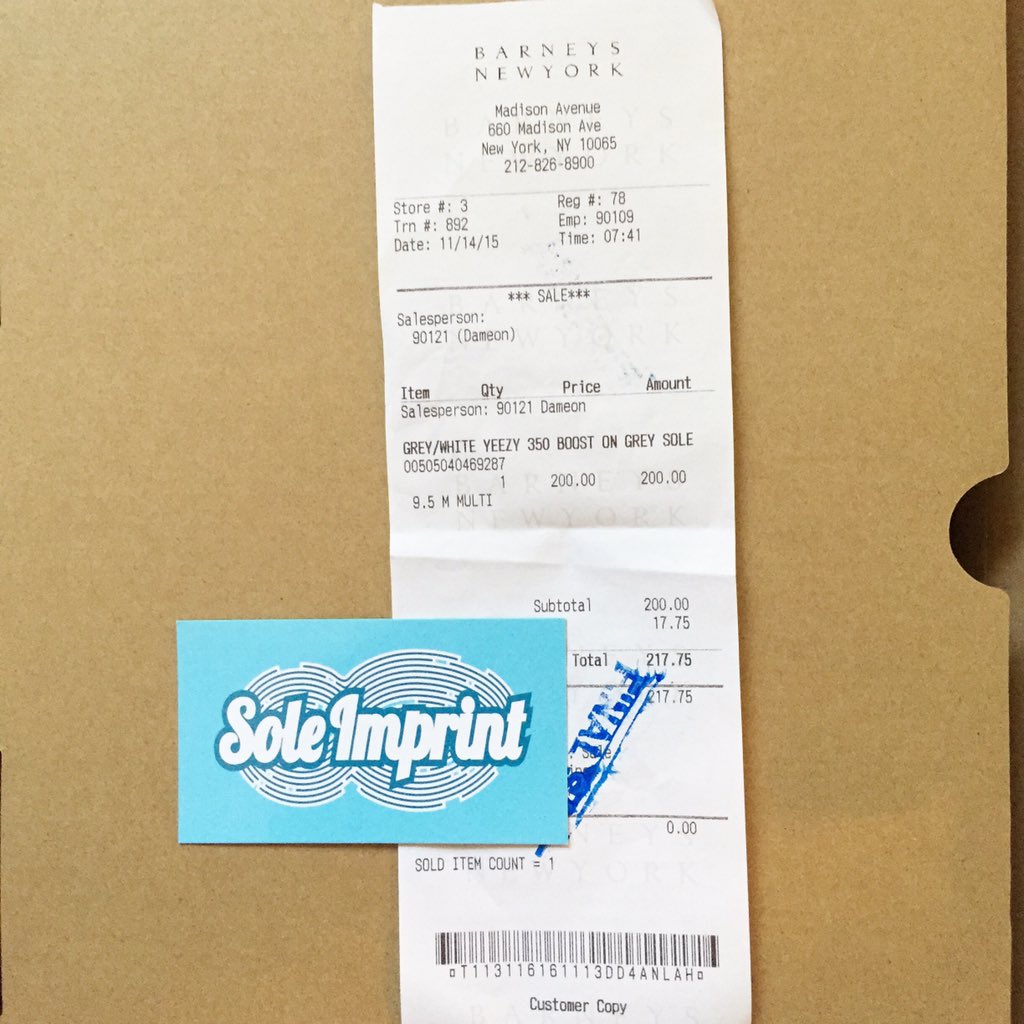 BARNEYS
NEWYORK
Madison Avenue
660 Madison Ave
New York, NY 10065
212-826-8900
Store #: 3 Reg #: 78
Trn #: 892 Emp: 90109
Date: 11/14/15 Time: 07:41
*** SALE***
Salesperson:
90121 (Dameon)
Item Qty Price Amount
Salesperson: 90121 Dameon
GREY/WHITE YEEZY 350 BOOST ON GREY SOLE
00505040469287
1 200.00 200.00
9.5 M MULTI
Subtotal 200.00
17.75
Total 217.75
217.75
FINAL
Sole Imprint
0.00
SOLD ITEM COUNT = 1
T113116161113DD4ANLAH
Customer Copy